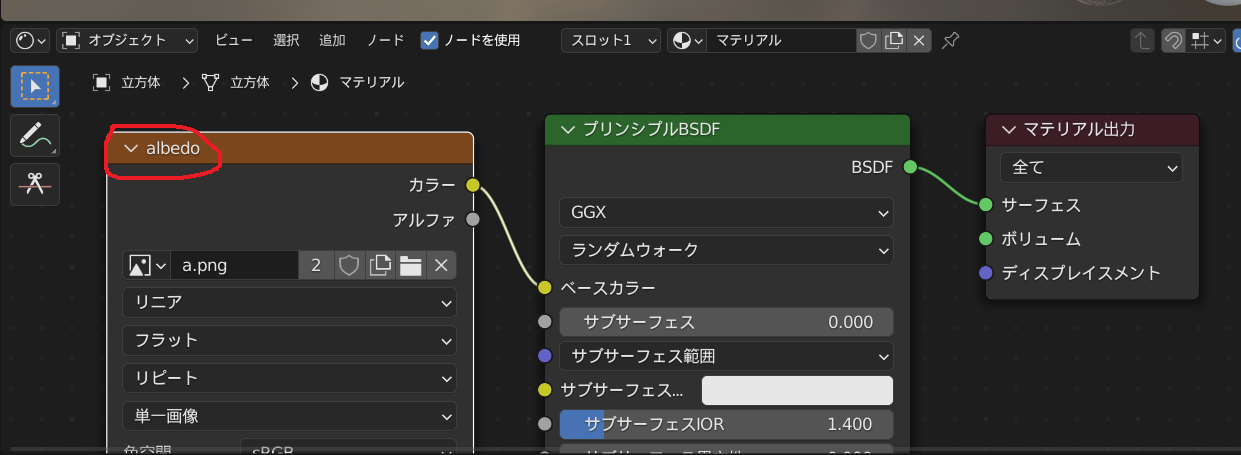 オブジェクト ビュー 選択 追加 ノード ノードを使用 スロット1 マテリアル
立方体 立方体 マテリアル
albedo
カラー
アルファ
a.png 2
リニア
フラット
リピート
単一画像
色空間 sRGB
プリンシプルBSDF
BSDF
GGX
ランダムウォーク
ベースカラー
サブサーフェス 0.000
サブサーフェス範囲
サブサーフェス...
サブサーフェスIOR 1.400
マテリアル出力
全て
サーフェス
ボリューム
ディスプレイスメント